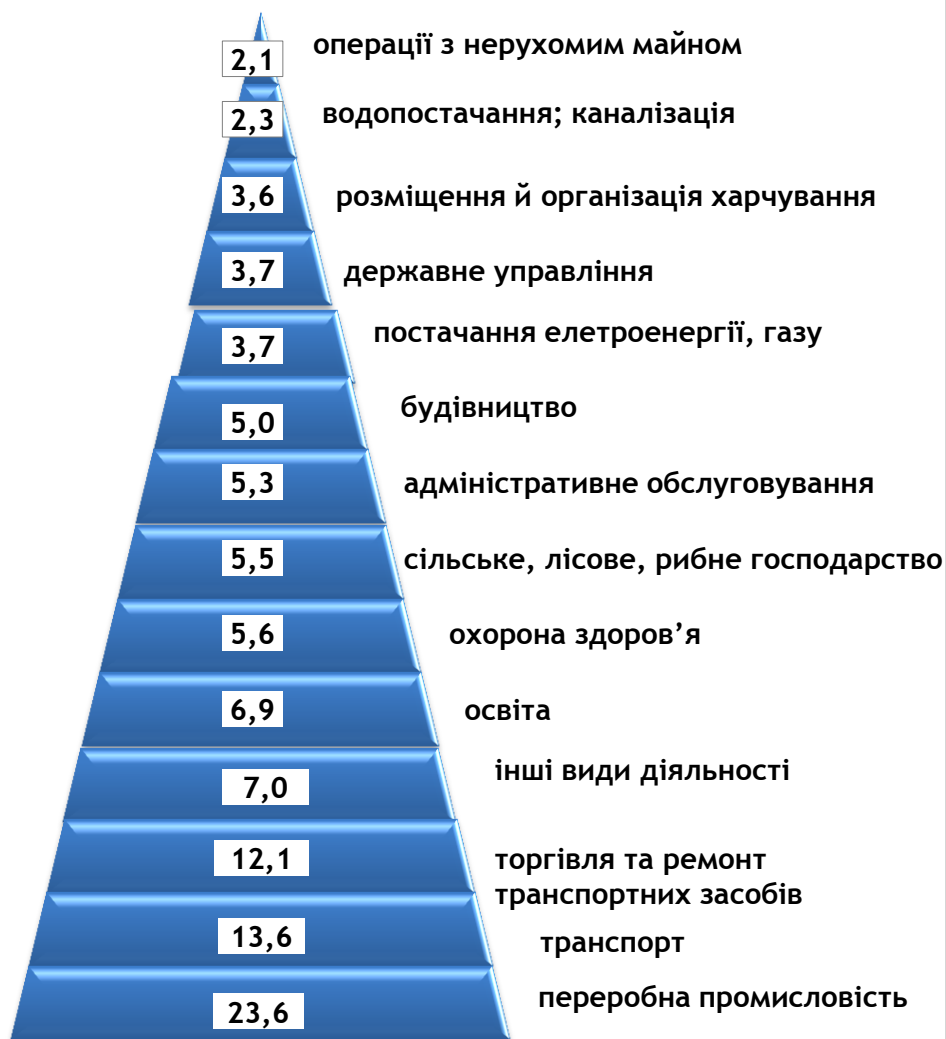 операції з нерухомим майном
2,1
водопостачання; каналізація
2,3
розміщення й організація харчування
3,6
державне управління
3,7
постачання елетроенергії, газу
3,7
будівництво
5,0
адміністративне обслуговування
5,3
сільське, лісове, рибне господарство
5,5
охорона здоров’я
5,6
освіта
6,9
інші види діяльності
7,0
торгівля та ремонт
транспортних засобів
12,1
транспорт
13,6
переробна промисловість
23,6